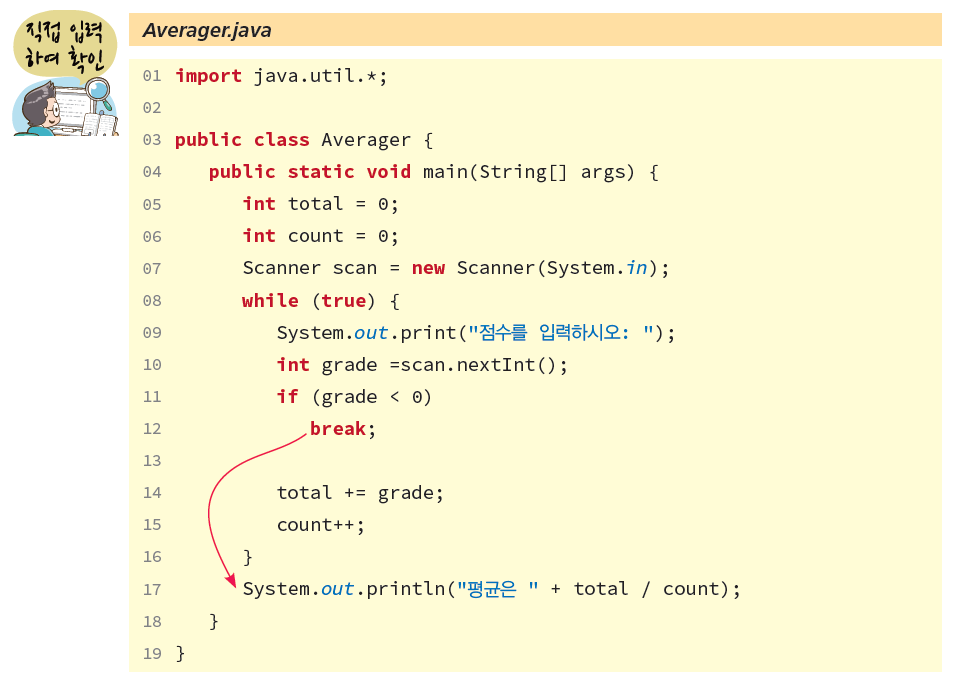 직접 입력
하여 확인
Averager.java
01 import java.util.*;
02
03 public class Averager {
04    public static void main(String[] args) {
05       int total = 0;
06       int count = 0;
07       Scanner scan = new Scanner(System.in);
08       while (true) {
09          System.out.print("점수를 입력하시오: ");
10          int grade =scan.nextInt();
11          if (grade < 0)
12             break;
13
14          total += grade;
15          count++;
16       }
17       System.out.println("평균은 " + total / count);
18    }
19 }